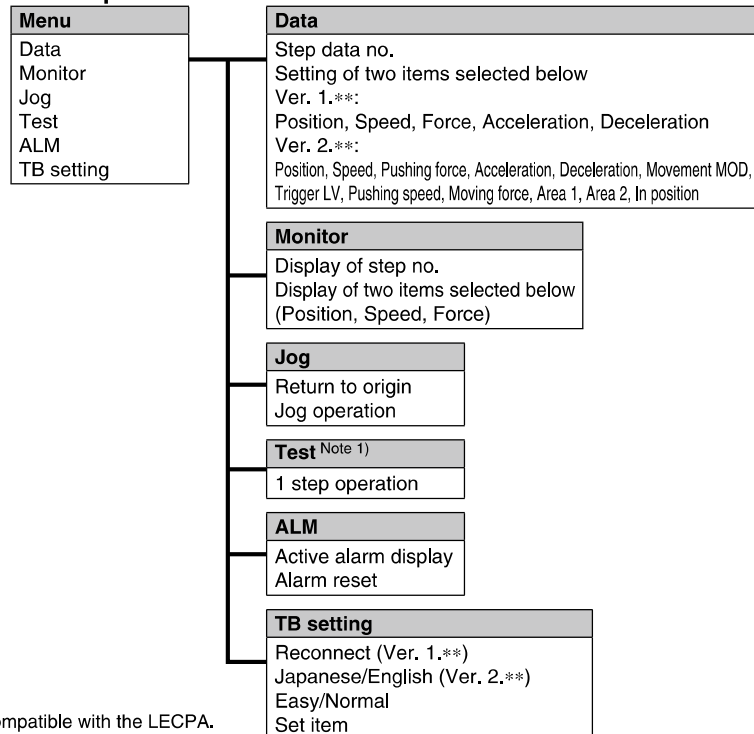 Menu
Data
Monitor
Jog
Test
ALM
TB setting
Data
Step data no.
Setting of two items selected below
Ver. 1.**:
Position, Speed, Force, Acceleration, Deceleration
Ver. 2.**:
Position, Speed, Pushing force, Acceleration, Deceleration, Movement MOD,
Trigger LV, Pushing speed, Moving force, Area 1, Area 2, In position
Monitor
Display of step no.
Display of two items selected below
(Position, Speed, Force)
Jog
Return to origin
Jog operation
Test Note 1)
1 step operation
ALM
Active alarm display
Alarm reset
TB setting
Reconnect (Ver. 1.**)
Japanese/English (Ver. 2.**)
Easy/Normal
Set item
with the LECPA.